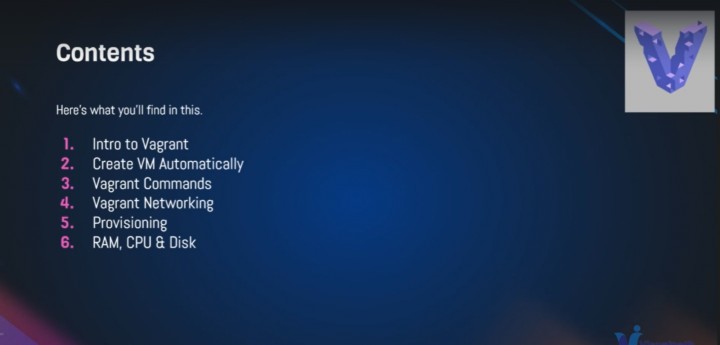 Contents
Here's what you'll find in this.
1. Intro to Vagrant
2. Create VM Automatically
3. Vagrant Commands
4. Vagrant Networking
5. Provisioning
6. RAM, CPU & Disk